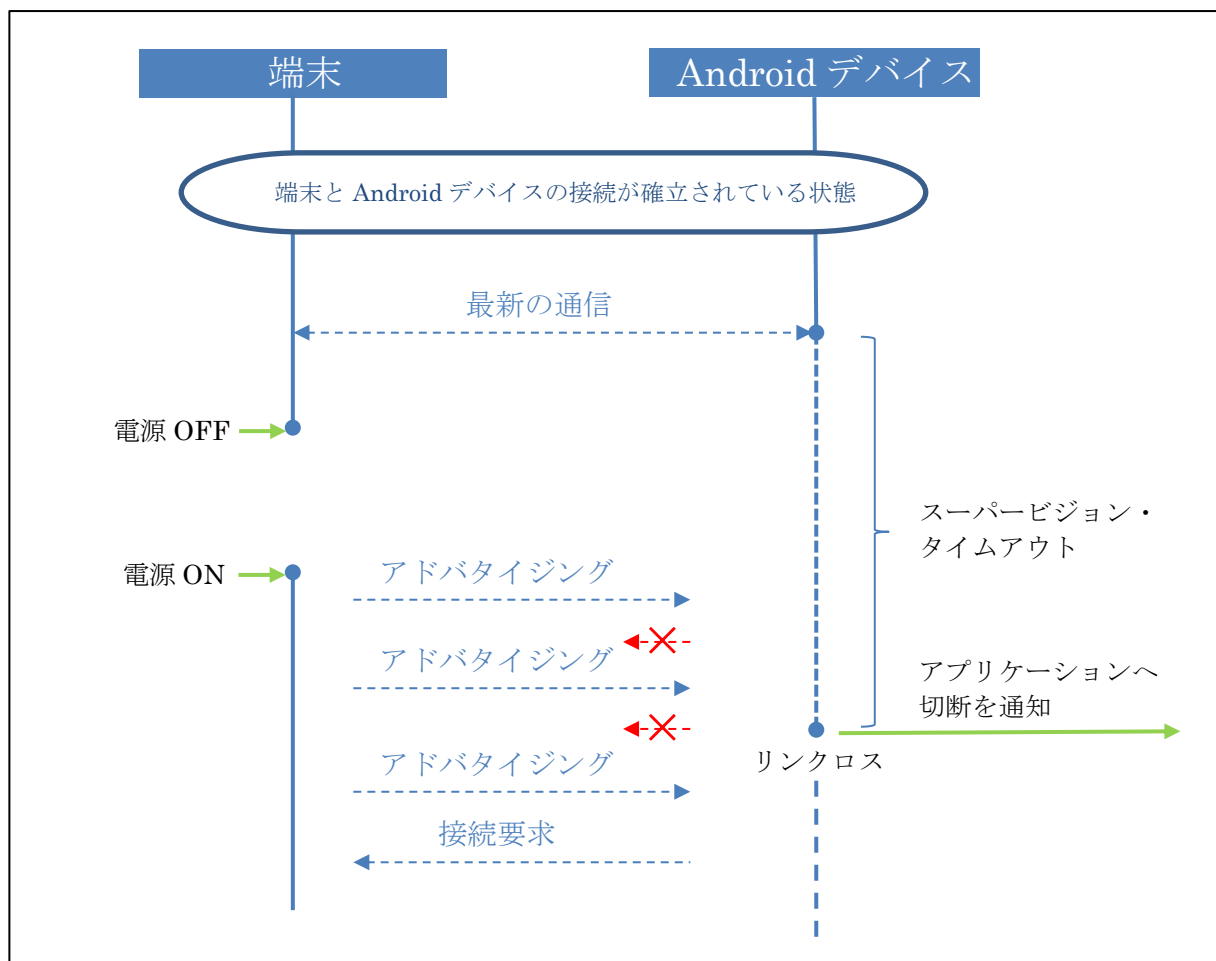 端末
Android デバイス
端末と Android デバイスの接続が確立されている状態
最新の通信
電源 OFF
スーパービジョン・
タイムアウト
電源 ON
アドバタイジング
アドバタイジング
アプリケーションへ
切断を通知
リンクロス
アドバタイジング
接続要求